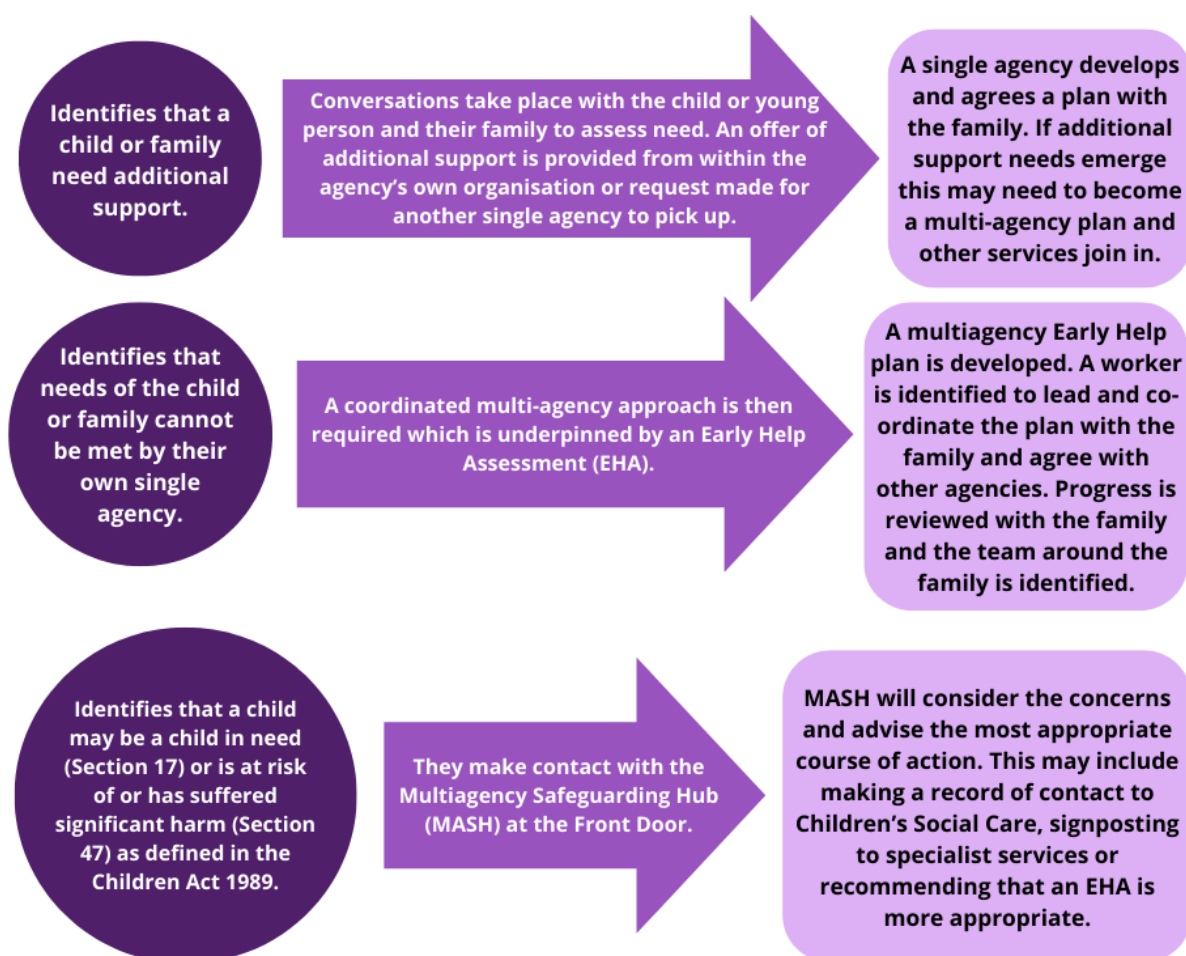 Identifies that a
child or family
need additional
support.
Conversations take place with the child or young
person and their family to assess need. An offer of
additional support is provided from within the
agency's own organisation or request made for
another single agency to pick up.
A single agency develops
and agrees a plan with
the family. If additional
support needs emerge
this may need to become
a multi-agency plan and
other services join in.
Identifies that
needs of the child
or family cannot
be met by their
own single
agency.
A coordinated multi-agency approach is then
required which is underpinned by an Early Help
Assessment (EHA).
A multiagency Early Help
plan is developed. A worker
is identified to lead and co-
ordinate the plan with the
family and agree with
other agencies. Progress is
reviewed with the family
and the team around the
family is identified.
Identifies that a child
may be a child in need
(Section 17) or is at risk
of or has suffered
significant harm (Section
47) as defined in the
Children Act 1989.
They make contact with the
Multiagency Safeguarding Hub
(MASH) at the Front Door.
MASH will consider the concerns
and advise the most appropriate
course of action. This may include
making a record of contact to
Children's Social Care, signposting
to specialist services or
recommending that an EHA is
more appropriate.